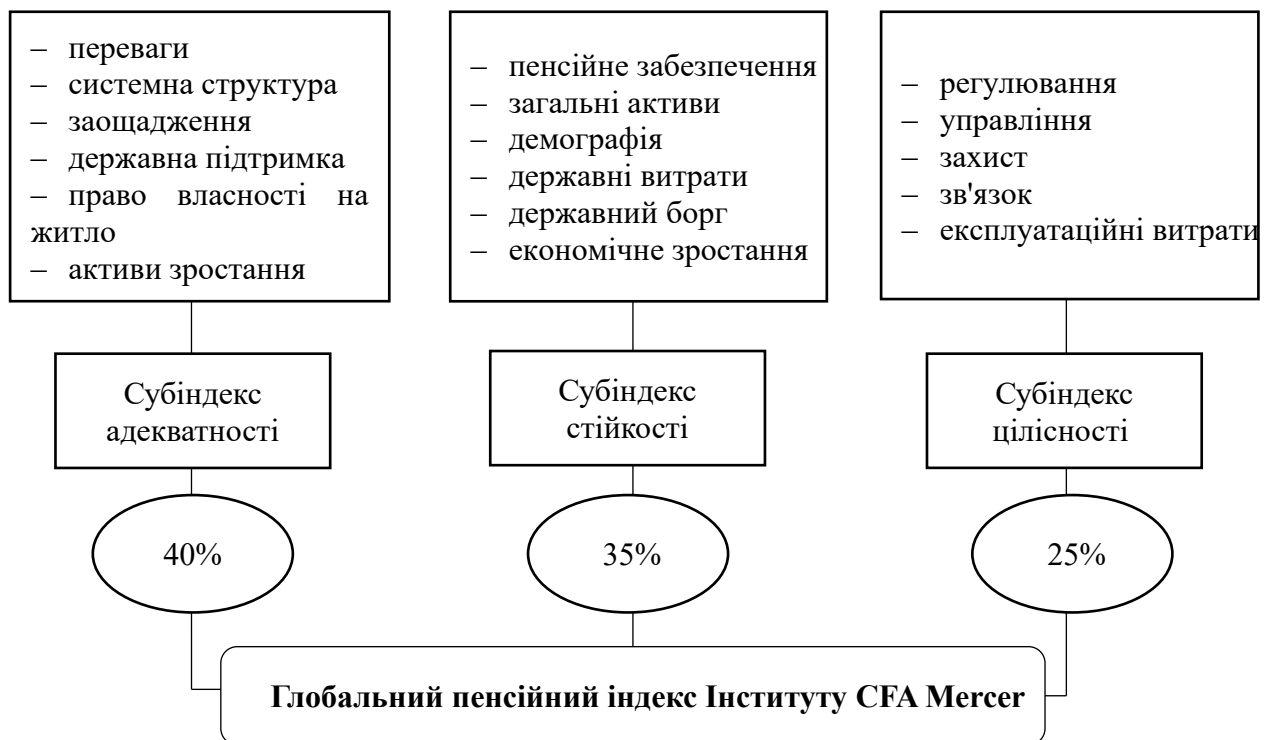 – переваги
– системна структура
– заощадження
– державна підтримка
– право власності на
житло
– активи зростання
– пенсійне забезпечення
– загальні активи
– демографія
– державні витрати
– державний борг
– економічне зростання
– регулювання
– управління
– захист
– зв'язок
– експлуатаційні витрати
Субіндекс
адекватності
Субіндекс
стійкості
Субіндекс
цілісності
40%
35%
25%
Глобальний пенсійний індекс Інституту CFA Mercer